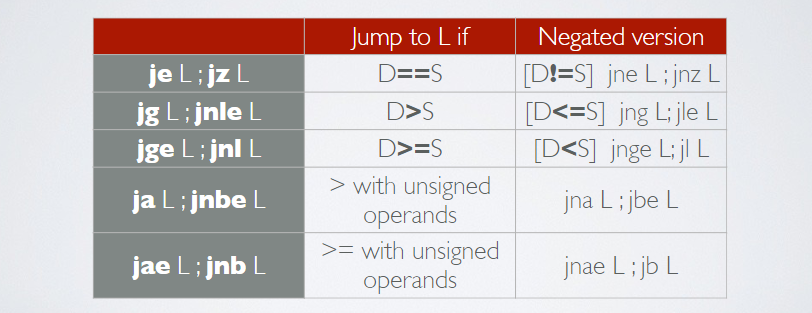 Jump to L if Negated version
je L ; jz L D==S [D!=S] jne L ; jnz L
jg L ; jnle L D>S [D<=S] jng L; jle L
jge L ; jnl L D>=S [D<S] jnge L; jl L
ja L ; jnbe L > with unsigned operands jna L ; jbe L
jae L ; jnb L >= with unsigned operands jnae L ; jb L